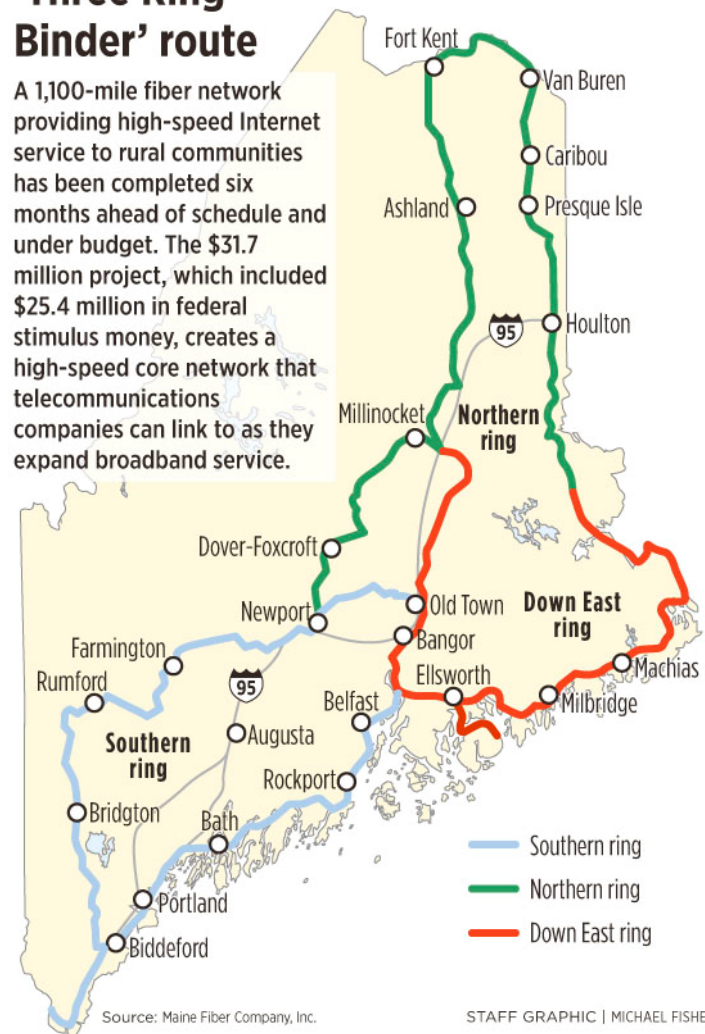 'Three Ring
Binder' route
A 1,100-mile fiber network
providing high-speed Internet
service to rural communities
has been completed six
months ahead of schedule and
under budget. The $31.7
million project, which included
$25.4 million in federal
stimulus money, creates a
high-speed core network that
telecommunications
companies can link to as they
expand broadband service.
Fort Kent
Van Buren
Caribou
Ashland
Presque Isle
95
Houlton
Millinocket
Northern
ring
Dover-Foxcroft
Newport
Old Town
Down East
ring
Bangor
Farmington
Ellsworth
Machias
Rumford
95
Belfast
Milbridge
Southern
ring
Augusta
Rockport
Bridgton
Bath
Southern ring
Northern ring
Portland
Down East ring
Biddeford
Source: Maine Fiber Company, Inc.
STAFF GRAPHIC | MICHAEL FISHE